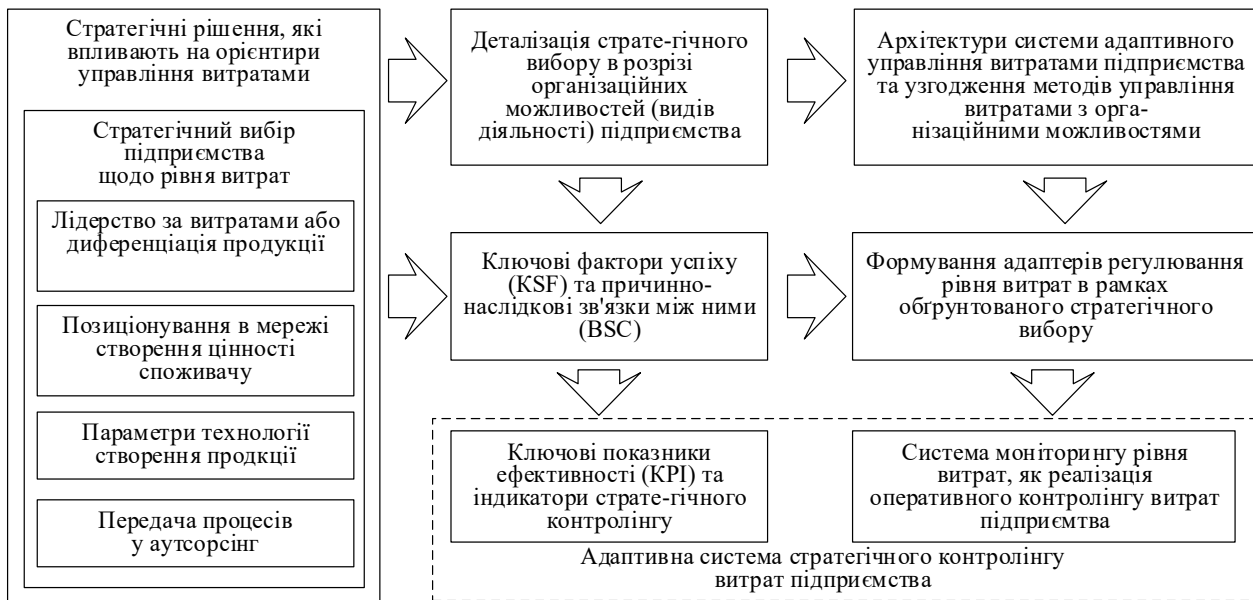 Стратегічні рішення, які
впливають на орієнтири
управління витратами
Стратегічний вибір
підприємства
щодо рівня витрат
Лідерство за витратами або
диференціація продукції
Позиціонування в мережі
створення цінності
споживачу
Параметри технології
створення продкції
Передача процесів
у аутсорсінг
Деталізація страте-гічного
вибору в розрізі
організаційних
можливостей (видів
діяльності) підприємства
Архітектури системи адаптивного
управління витратами підприємства
та узгодження методів управління
витратами з орга-
нізаційними можливостями
Ключові фактори успіху
(KSF) та причинно-
наслідкові зв'язки між ними
(BSC)
Формування адаптерів регулювання
рівня витрат в рамках
обґрунтованого стратегічного
вибору
Ключові показники
ефективності (KPI) та
індикатори страте-гічного
контролінгу
Система моніторингу рівня
витрат, як реалізація
оперативного контролінгу витрат
підприємтва
Адаптивна система стратегічного контролінгу
витрат підприємства